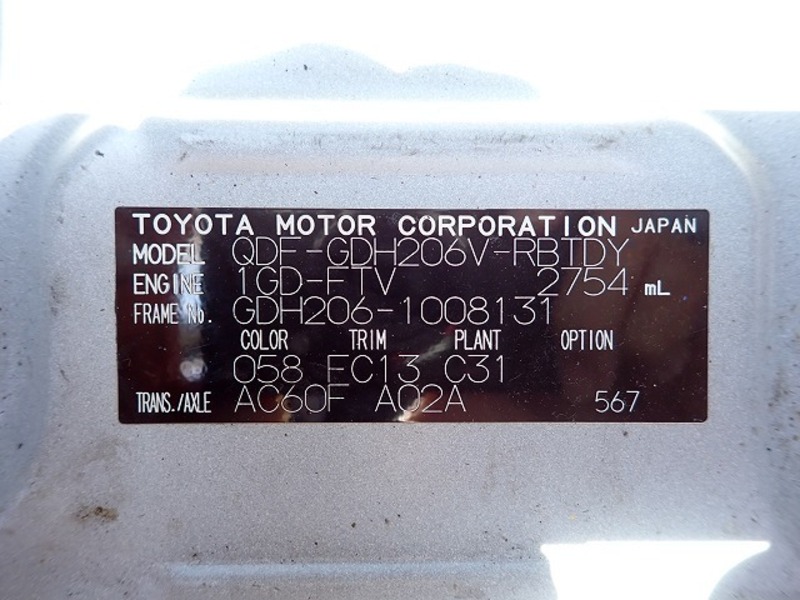 TOYOTA MOTOR CORPORATION JAPAN
MODEL QDF-GDH206V-RBTDY
ENGINE 1GD-FTV 2754 mL
FRAME No. GDH206-1008131
COLOR TRIM PLANT OPTION
058 FC13 C31
TRANS./AXLE AC60F A02A 567